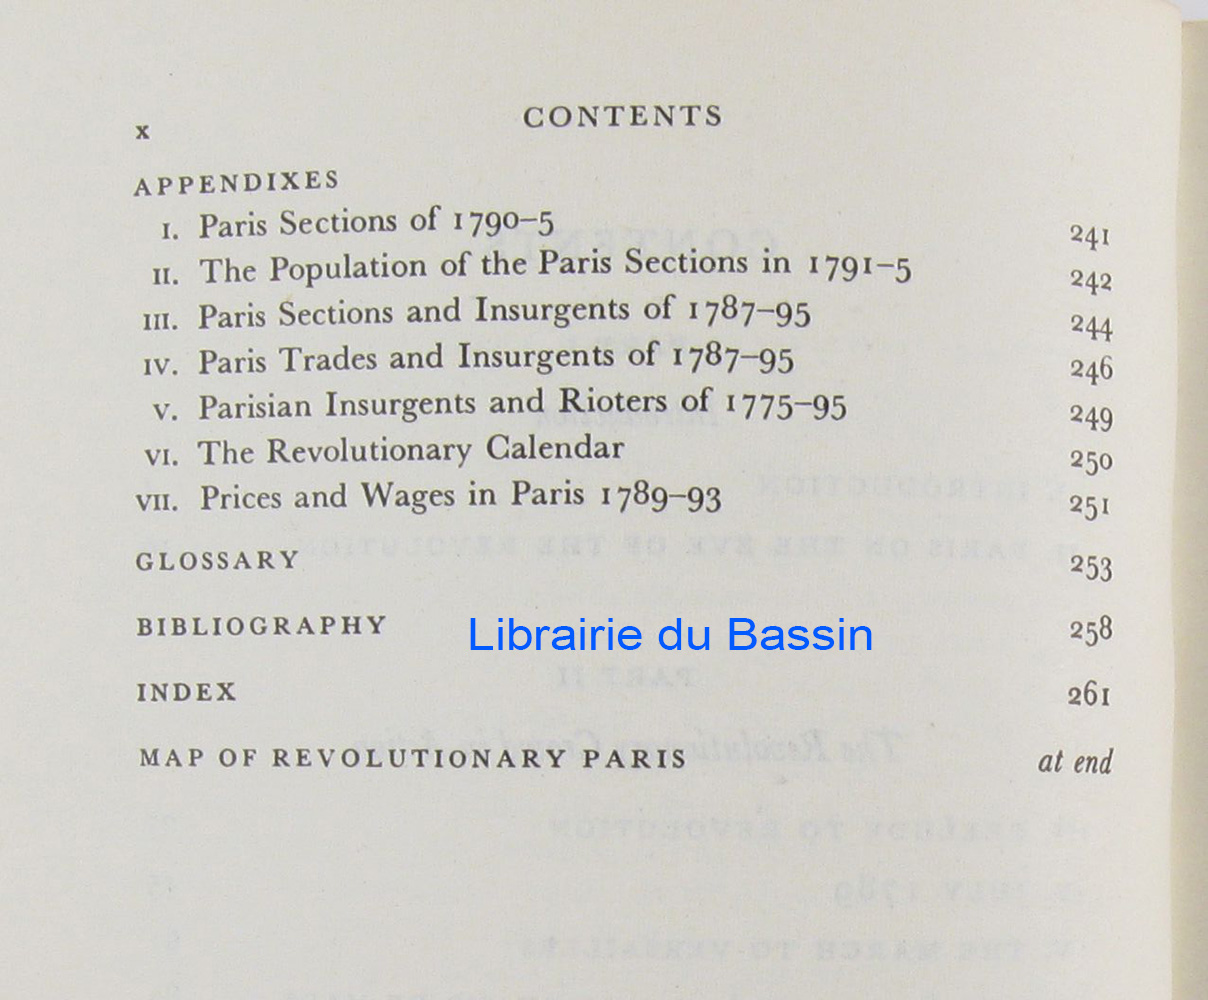 x CONTENTS
APPENDIXES
I. Paris Sections of 1790–5 241
II. The Population of the Paris Sections in 1791–5 242
III. Paris Sections and Insurgents of 1787–95 244
IV. Paris Trades and Insurgents of 1787–95 246
V. Parisian Insurgents and Rioters of 1775–95 249
VI. The Revolutionary Calendar 250
VII. Prices and Wages in Paris 1789–93 251
GLOSSARY 253
BIBLIOGRAPHY 258
Librairie du Bassin
INDEX 261
MAP OF REVOLUTIONARY PARIS at end